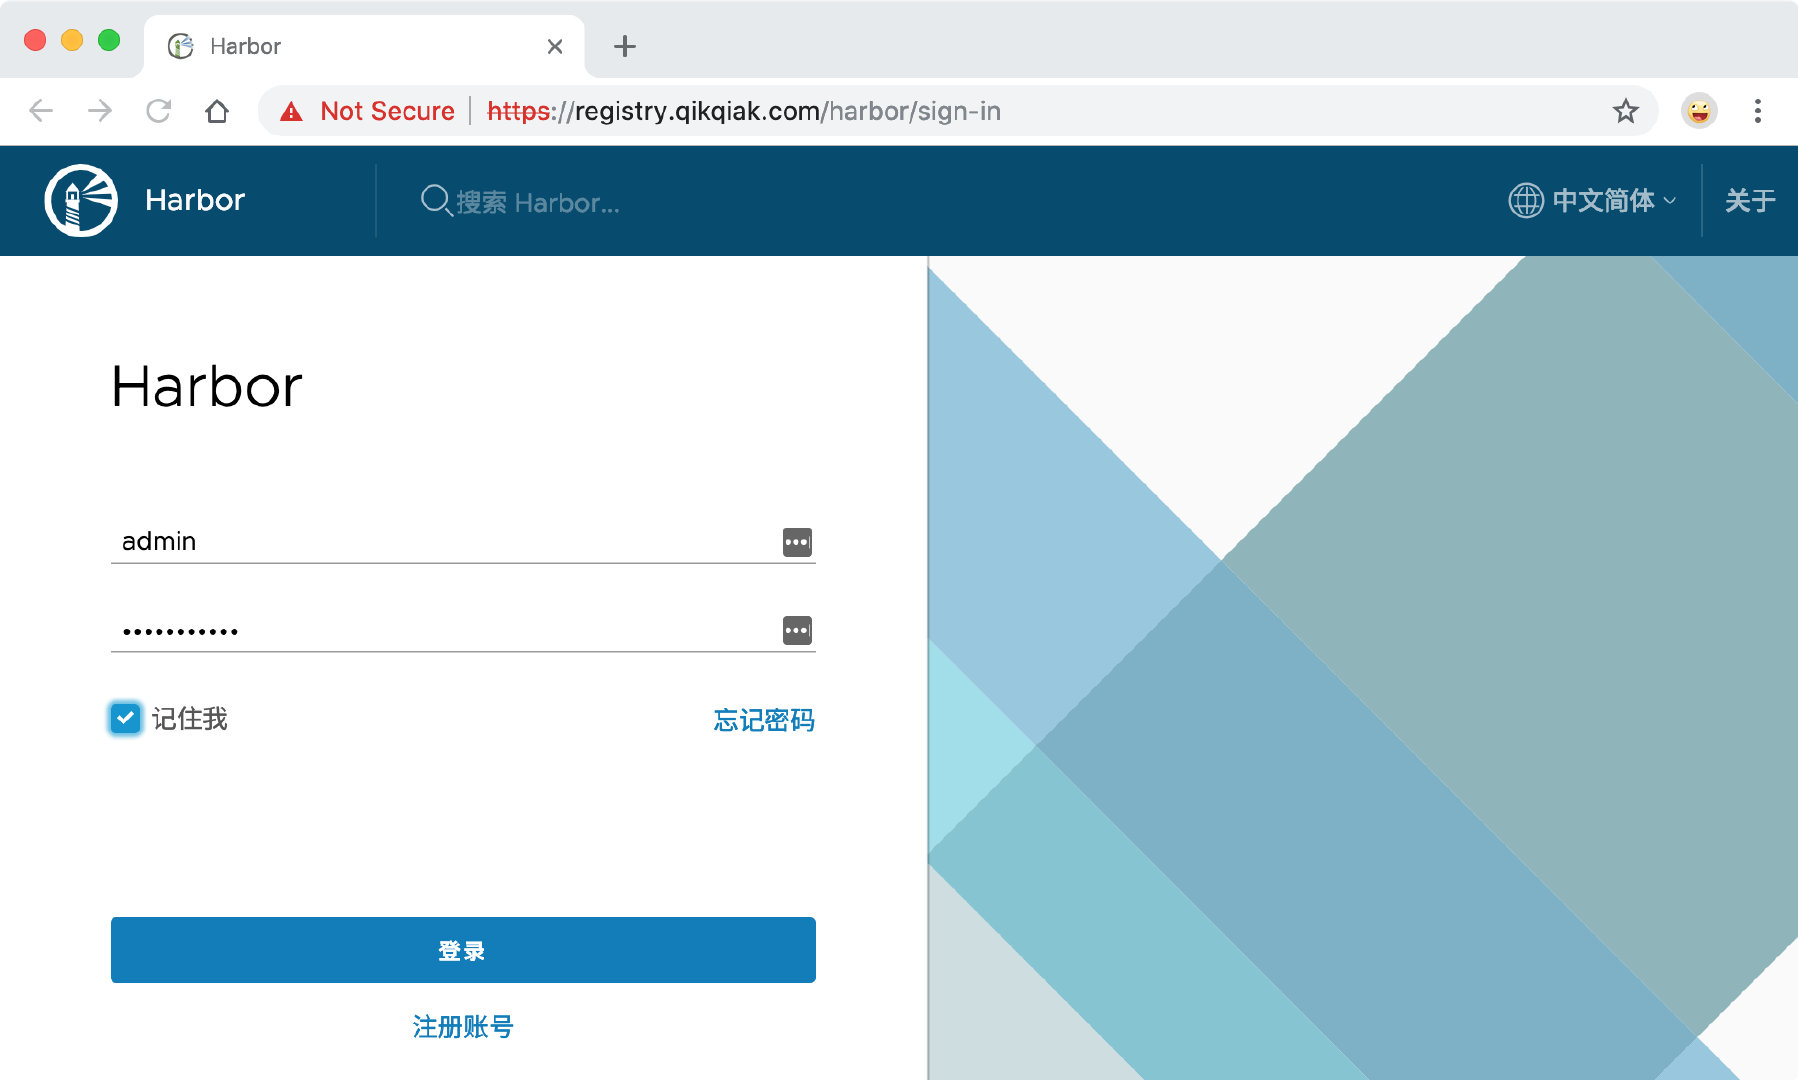 Harbor
Not Secure https://registry.qikqiak.com/harbor/sign-in
Harbor 搜索 Harbor... 中文简体 关于
Harbor
admin
•••••••••••
记住我 忘记密码
登录
注册账号